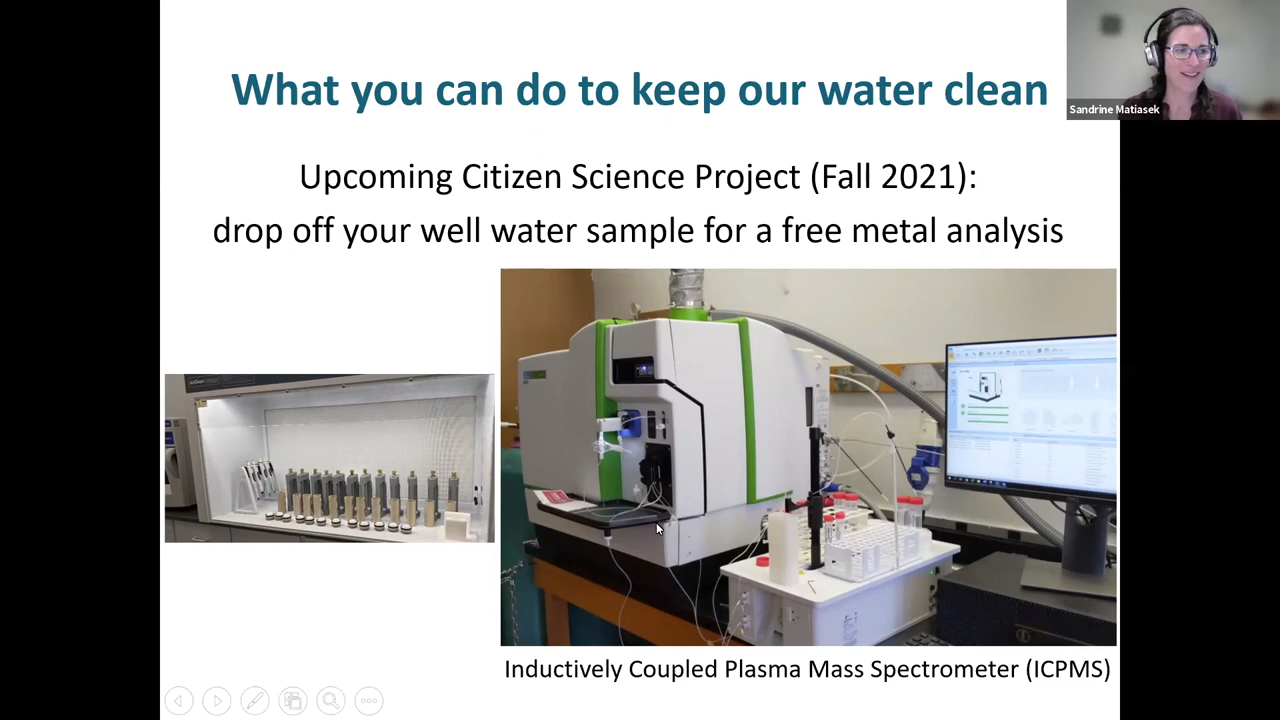 What you can do to keep our water clean
Sandrine Matiasek
Upcoming Citizen Science Project (Fall 2021):
drop off your well water sample for a free metal analysis
Inductively Coupled Plasma Mass Spectrometer (ICPMS)